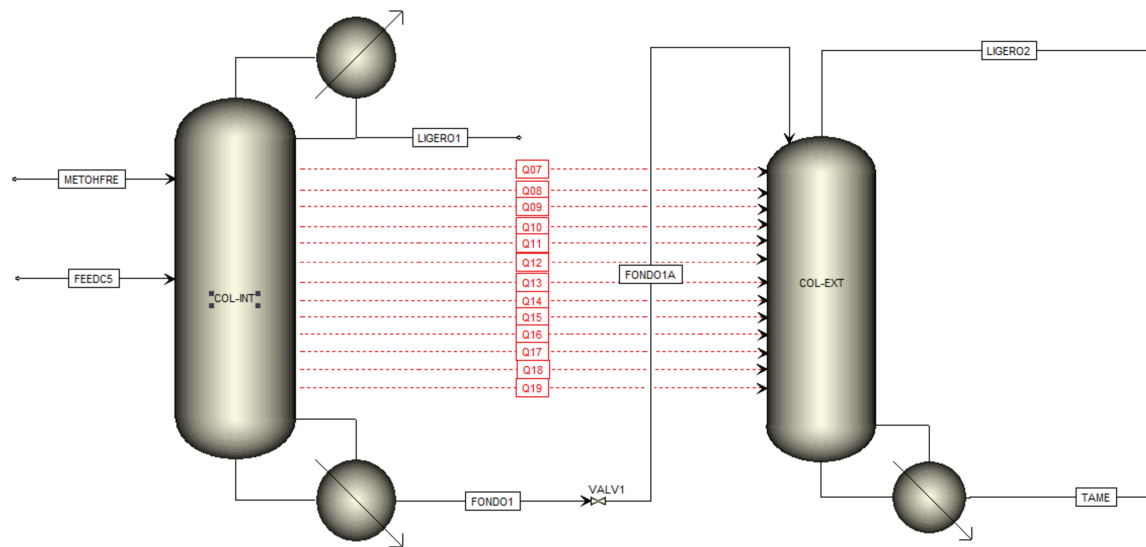 LIGERO2
LIGERO1
Q07
METOHFRE
Q08
Q09
Q10
Q11
Q12
FEEDC5
FONDO1A
Q13
COL-EXT
COL-INT
Q14
Q15
Q16
Q17
Q18
Q19
VALV1
FONDO1
TAME